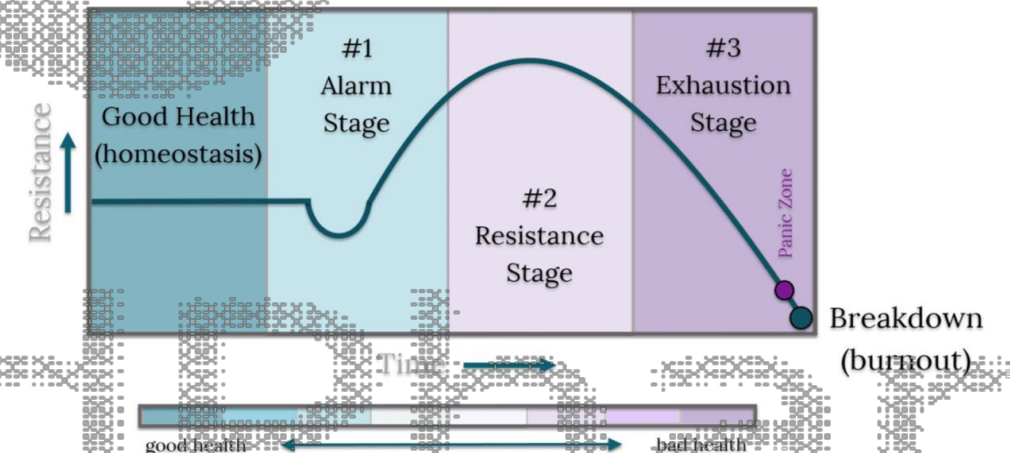 #1
Alarm
Stage
#3
Exhaustion
Stage
Good Health
(homeostasis)
Resistance
#2
Resistance
Stage
Panic Zone
Breakdown
(burnout)
Time
good health
bad health